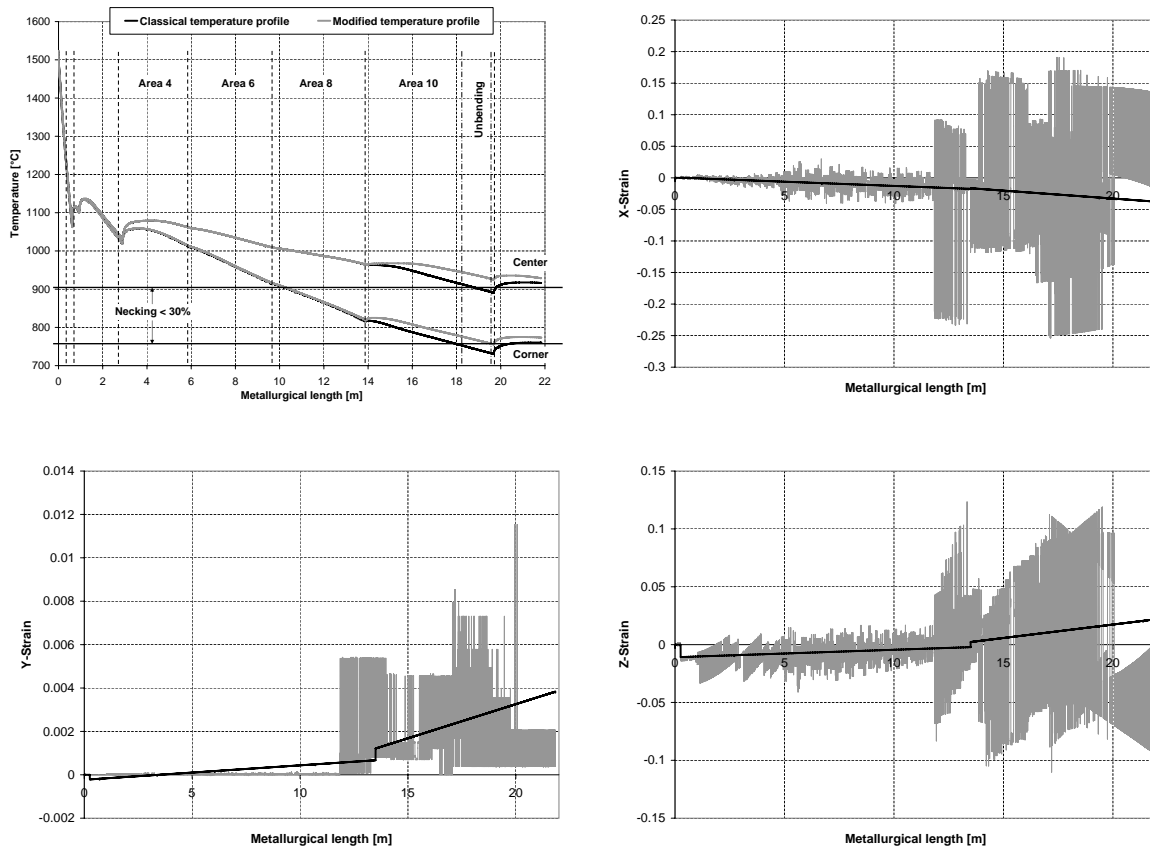 Classical temperature profile Modified temperature profile
1600
1500
1400
1300
1200
1100
1000
900
800
700
Temperature [°C]
Area 4 Area 6 Area 8 Area 10 Unbending
Center
Necking < 30%
Corner
0 2 4 6 8 10 12 14 16 18 20 22
Metallurgical length [m]
0.25
0.2
0.15
0.1
0.05
0
-0.05
-0.1
-0.15
-0.2
-0.25
-0.3
X-Strain
0 5 10 15 20
Metallurgical length [m]
0.014
0.012
0.01
0.008
0.006
0.004
0.002
0
-0.002
Y-Strain
0 5 10 15 20
Metallurgical length [m]
0.15
0.1
0.05
0
-0.05
-0.1
-0.15
Z-Strain
0 5 10 15 20
Metallurgical length [m]